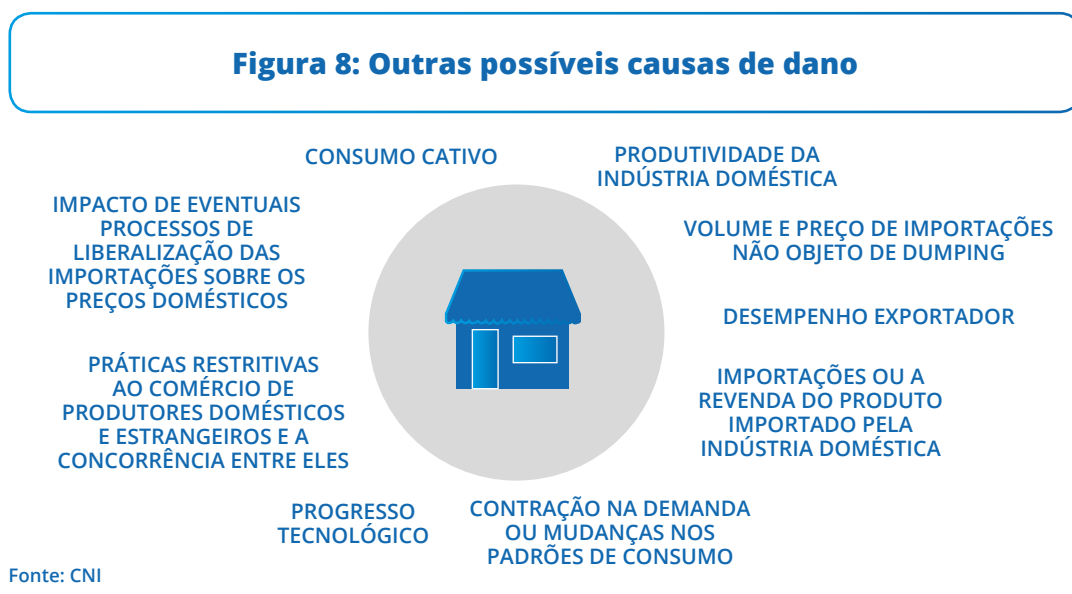 Figura 8: Outras possíveis causas de dano
CONSUMO CATIVO
PRODUTIVIDADE DA
INDÚSTRIA DOMÉSTICA
IMPACTO DE EVENTUAIS
PROCESSOS DE
LIBERALIZAÇÃO DAS
IMPORTAÇÕES SOBRE OS
PREÇOS DOMÉSTICOS
VOLUME E PREÇO DE IMPORTAÇÕES
NÃO OBJETO DE DUMPING
DESEMPENHO EXPORTADOR
PRÁTICAS RESTRITIVAS
AO COMÉRCIO DE
PRODUTORES DOMÉSTICOS
E ESTRANGEIROS E A
CONCORRÊNCIA ENTRE ELES
IMPORTAÇÕES OU A
REVENDA DO PRODUTO
IMPORTADO PELA
INDÚSTRIA DOMÉSTICA
PROGRESSO
TECNOLÓGICO
CONTRAÇÃO NA DEMANDA
OU MUDANÇAS NOS
PADRÕES DE CONSUMO
Fonte: CNI